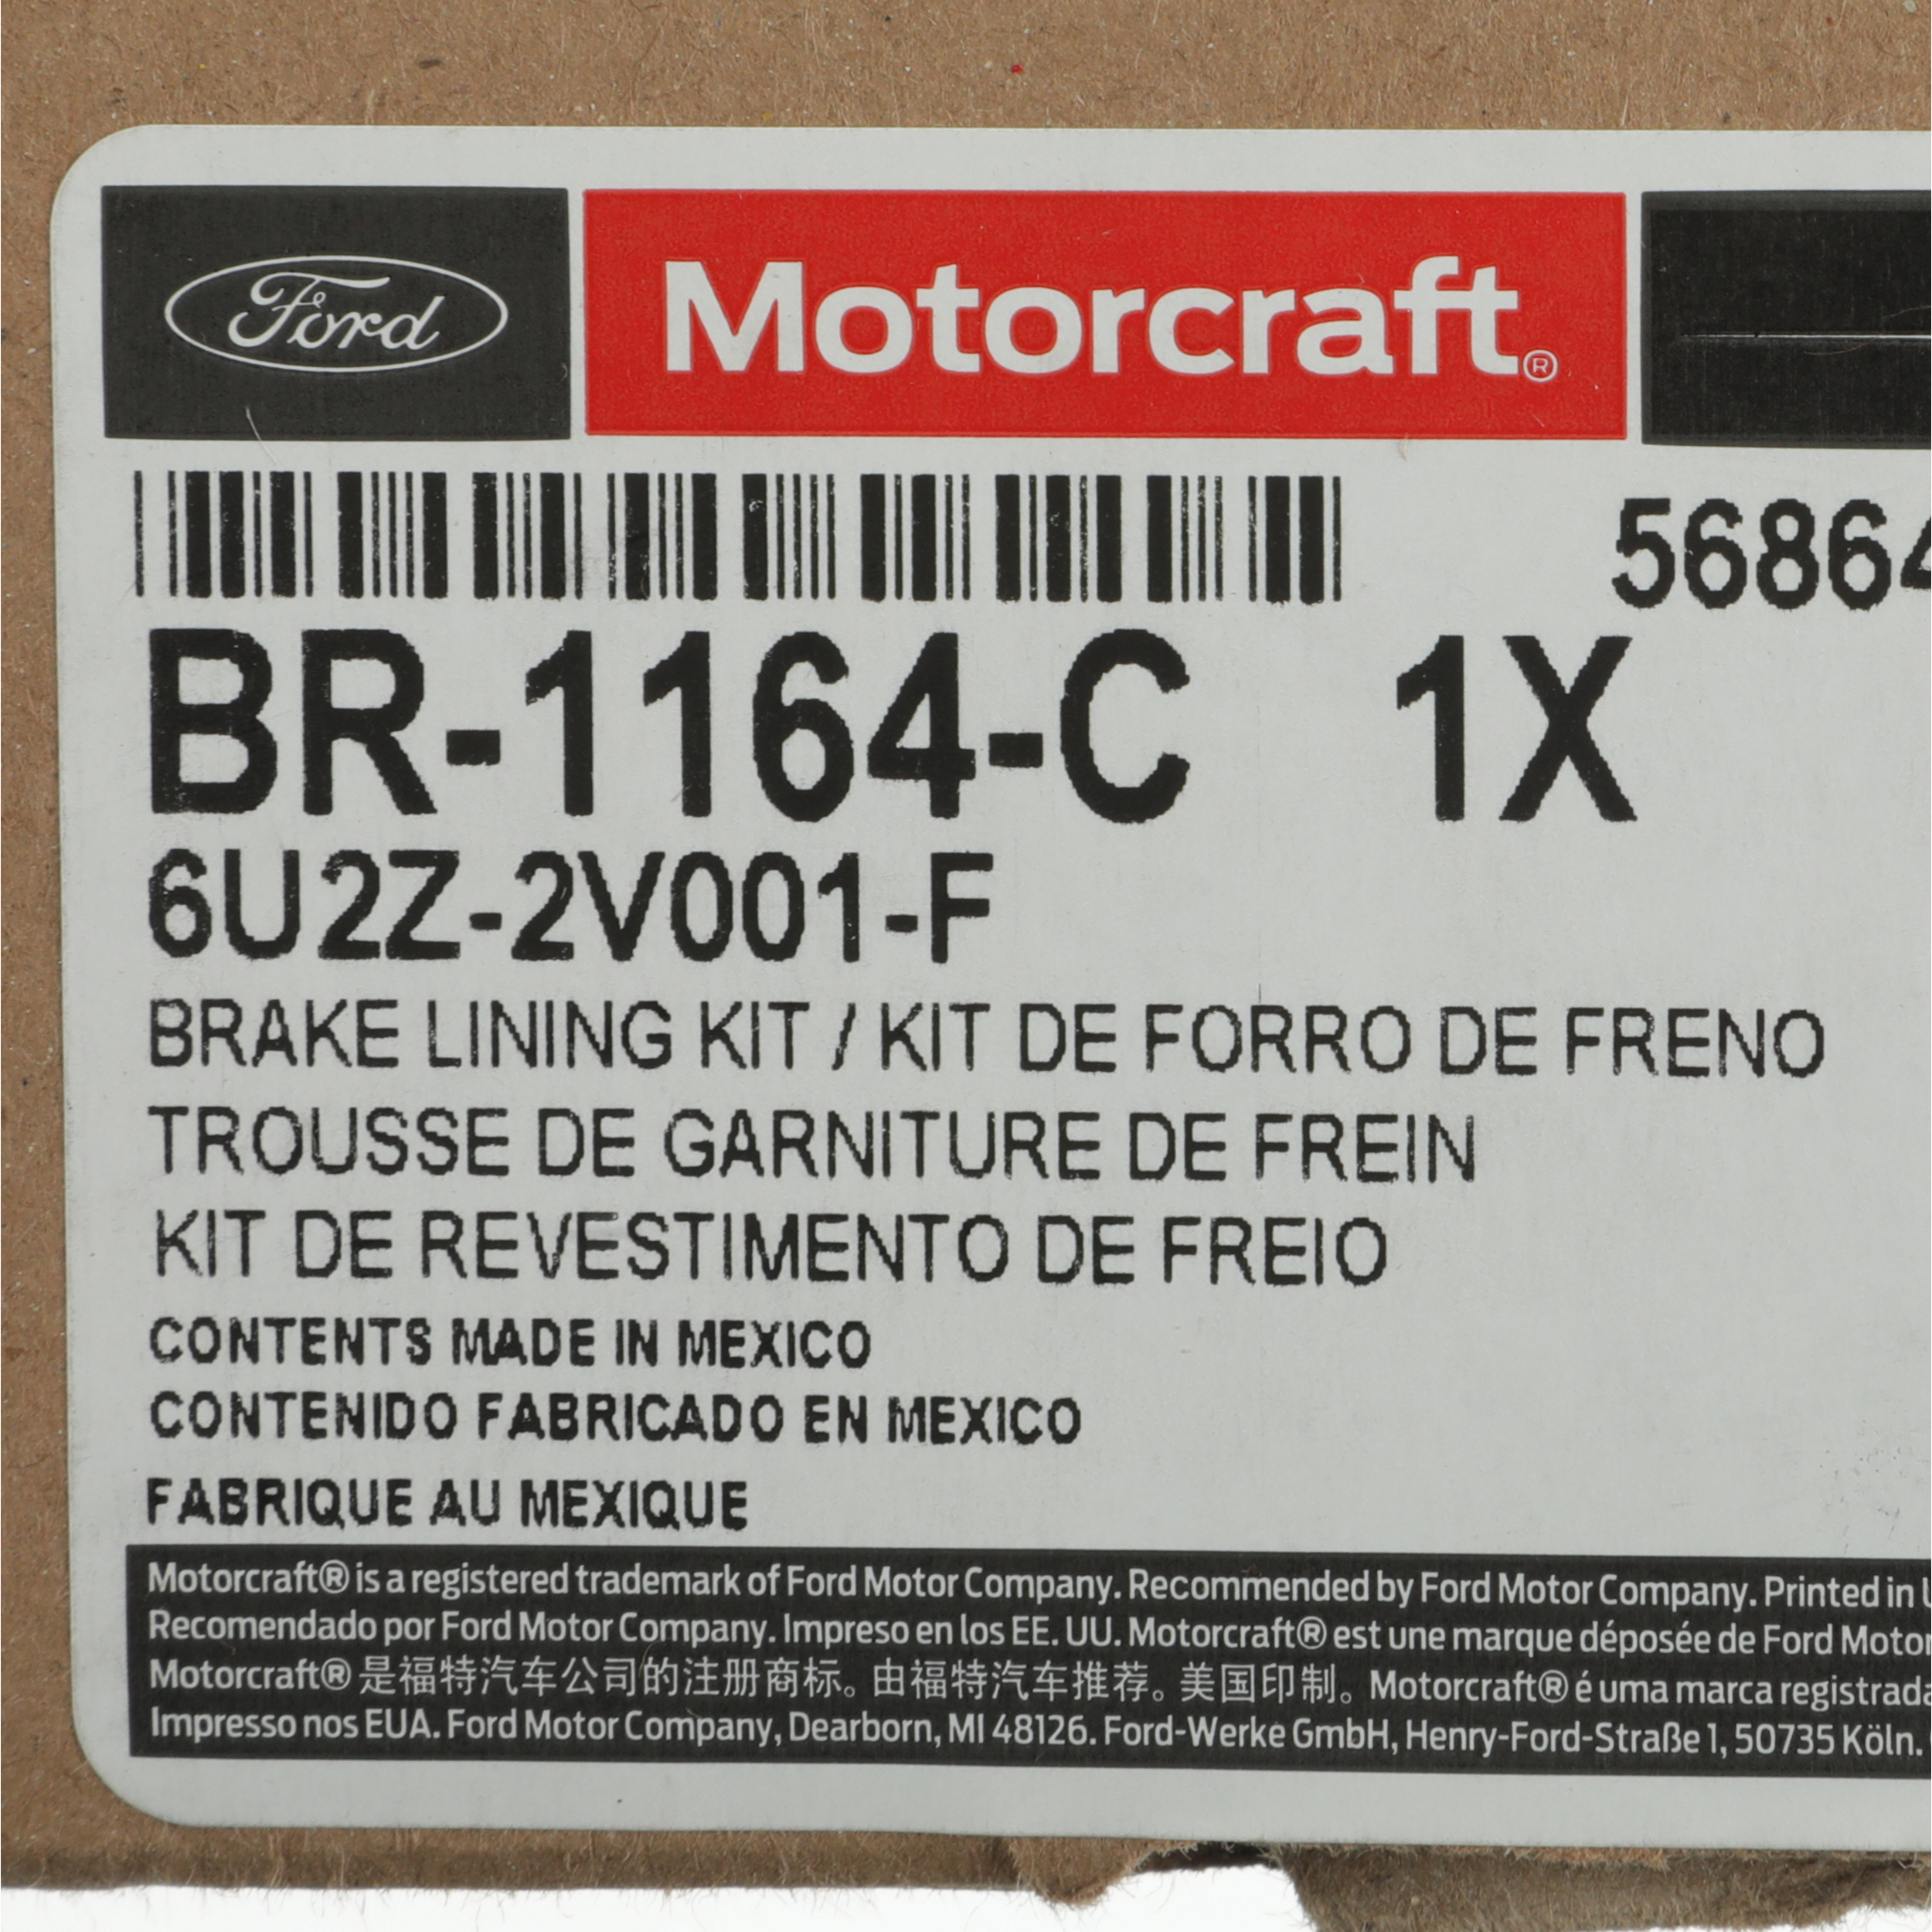 Ford Motorcraft®
56864
BR-1164-C 1X
6U2Z-2V001-F
BRAKE LINING KIT / KIT DE FORRO DE FRENO
TROUSSE DE GARNITURE DE FREIN
KIT DE REVESTIMENTO DE FREIO
CONTENTS MADE IN MEXICO
CONTENIDO FABRICADO EN MEXICO
FABRIQUE AU MEXIQUE
Motorcraft® is a registered trademark of Ford Motor Company. Recommended by Ford Motor Company. Printed in
Recomendado por Ford Motor Company. Impreso en los EE. UU. Motorcraft® est une marque déposée de Ford Motor
Motorcraft® 是福特汽车公司的注册商标。由福特汽车推荐。美国印制。Motorcraft® é uma marca registrada
Impresso nos EUA. Ford Motor Company, Dearborn, MI 48126. Ford-Werke GmbH, Henry-Ford-Straße 1, 50735 Köln.